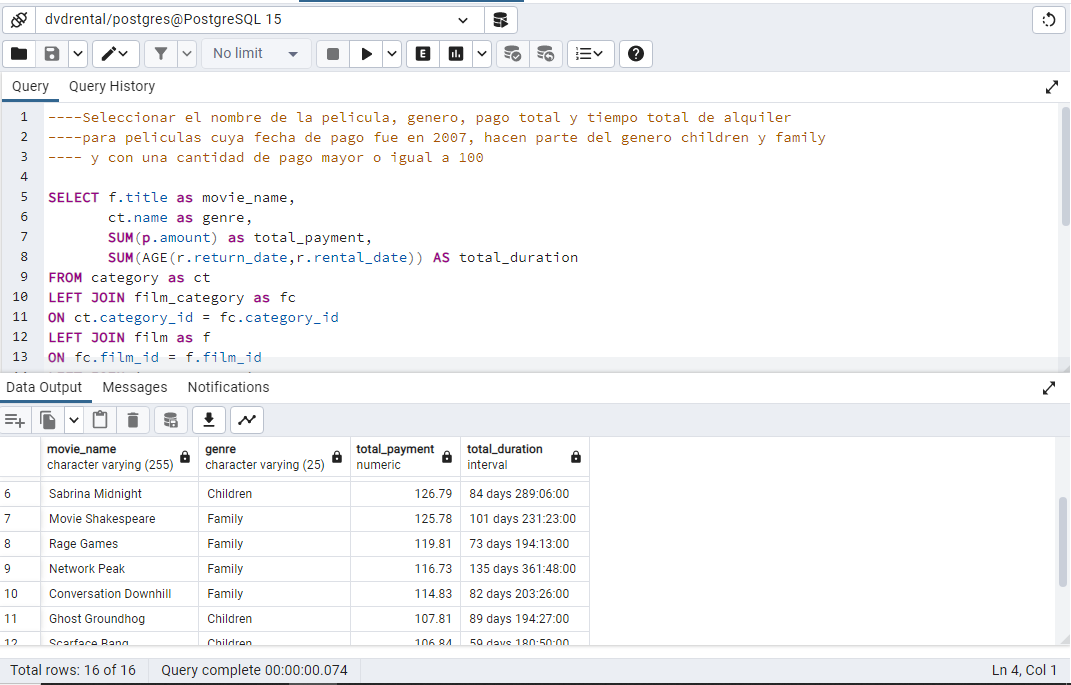 dvdrental/postgres@PostgreSQL 15
No limit
E
Query Query History
1 ----Seleccionar el nombre de la pelicula, genero, pago total y tiempo total de alquiler
2 ----para peliculas cuya fecha de pago fue en 2007, hacen parte del genero children y family
3 ---- y con una cantidad de pago mayor o igual a 100
4
5 SELECT f.title as movie_name,
6 ct.name as genre,
7 SUM(p.amount) as total_payment,
8 SUM(AGE(r.return_date,r.rental_date)) AS total_duration
9 FROM category as ct
10 LEFT JOIN film_category as fc
11 ON ct.category_id = fc.category_id
12 LEFT JOIN film as f
13 ON fc.film_id = f.film_id
Data Output Messages Notifications
movie_name genre total_payment total_duration
character varying (255) character varying (25) numeric interval
6 Sabrina Midnight Children 126.79 84 days 289:06:00
7 Movie Shakespeare Family 125.78 101 days 231:23:00
8 Rage Games Family 119.81 73 days 194:13:00
9 Network Peak Family 116.73 135 days 361:48:00
10 Conversation Downhill Family 114.83 82 days 203:26:00
11 Ghost Groundhog Children 107.81 89 days 194:27:00
12 Scarface Bang Children 106.84 59 days 180:50:00
Total rows: 16 of 16 Query complete 00:00:00.074 Ln 4, Col 1